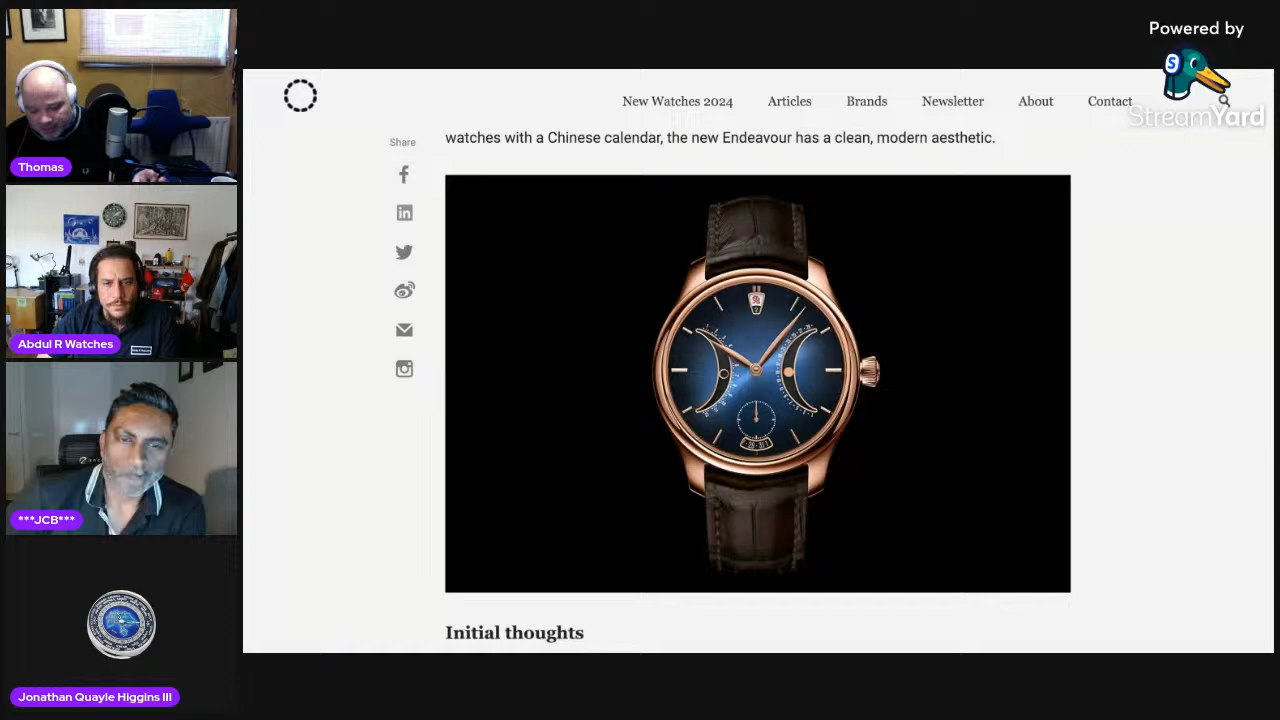 Powered by
S
StreamYard
New Watches 2024 Articles Brands Newsletter About Contact
Share
watches with a Chinese calendar, the new Endeavour has a clean, modern aesthetic.
Thomas
Abdul R Watches
***JCB***
Jonathan Quayle Higgins III
Initial thoughts